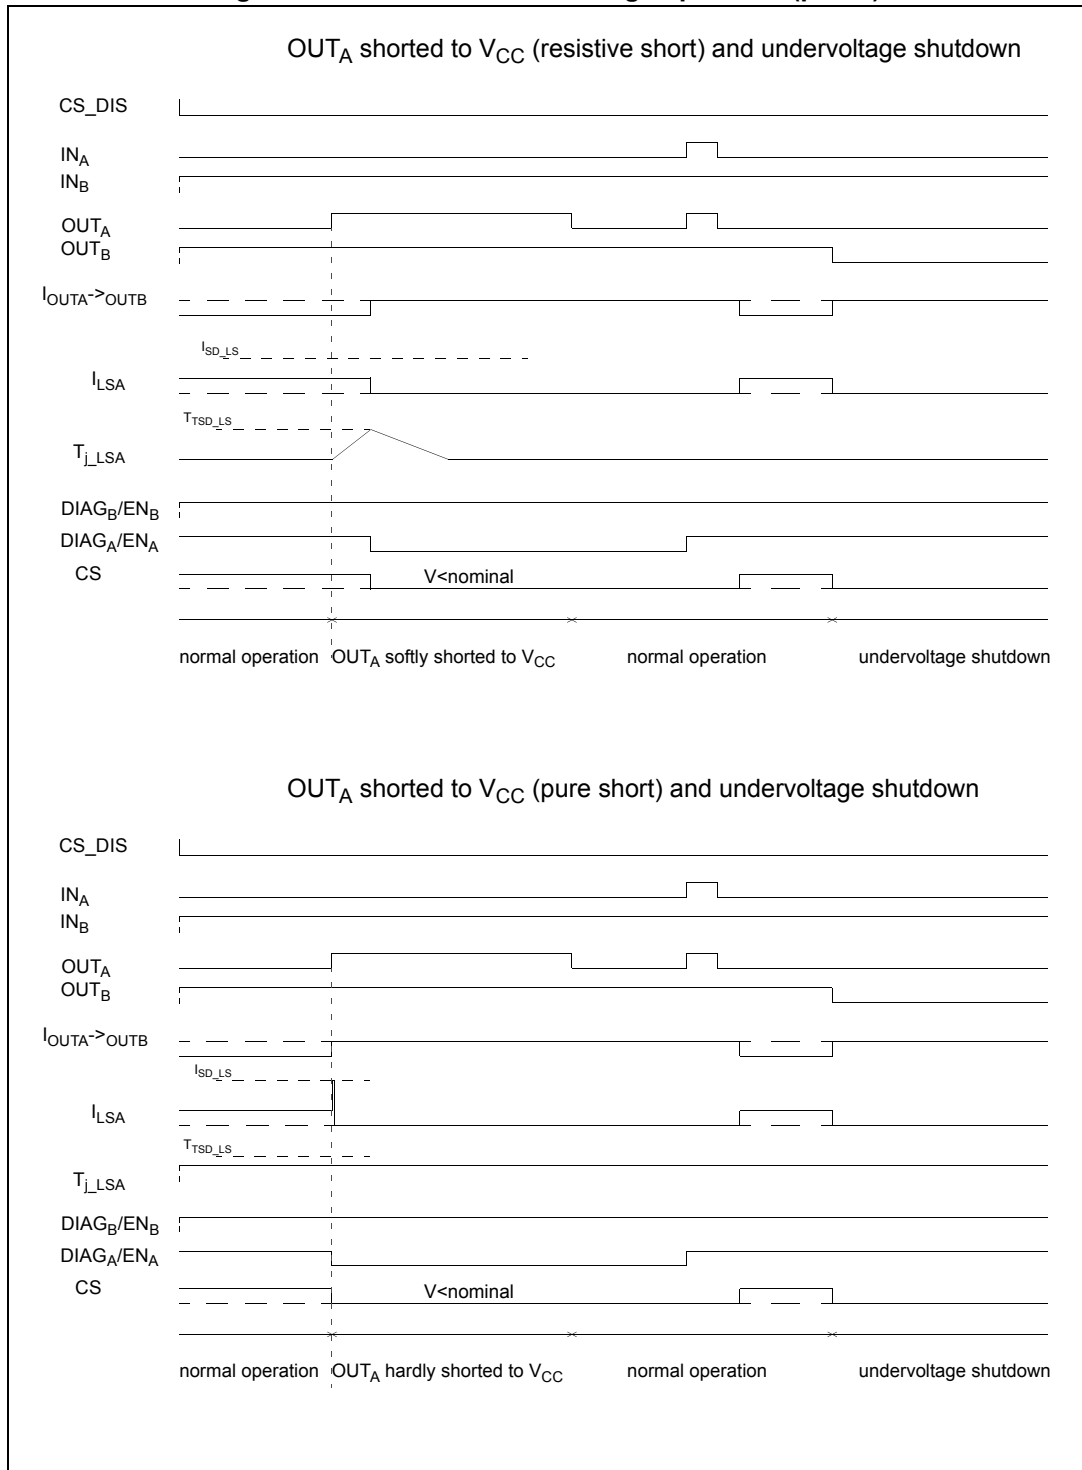 OUTA shorted to VCC (resistive short) and undervoltage shutdown
CS_DIS
INA
INB
OUTA
OUTB
IOUTA->OUTB
ISD_LS
ILSA
TTSD_LS
Tj_LSA
DIAGB/ENB
DIAGA/ENA
CS
V<nominal
normal operation OUTA softly shorted to VCC normal operation undervoltage shutdown
OUTA shorted to VCC (pure short) and undervoltage shutdown
CS_DIS
INA
INB
OUTA
OUTB
IOUTA->OUTB
ISD_LS
ILSA
TTSD_LS
Tj_LSA
DIAGB/ENB
DIAGA/ENA
CS
V<nominal
normal operation OUTA hardly shorted to VCC normal operation undervoltage shutdown